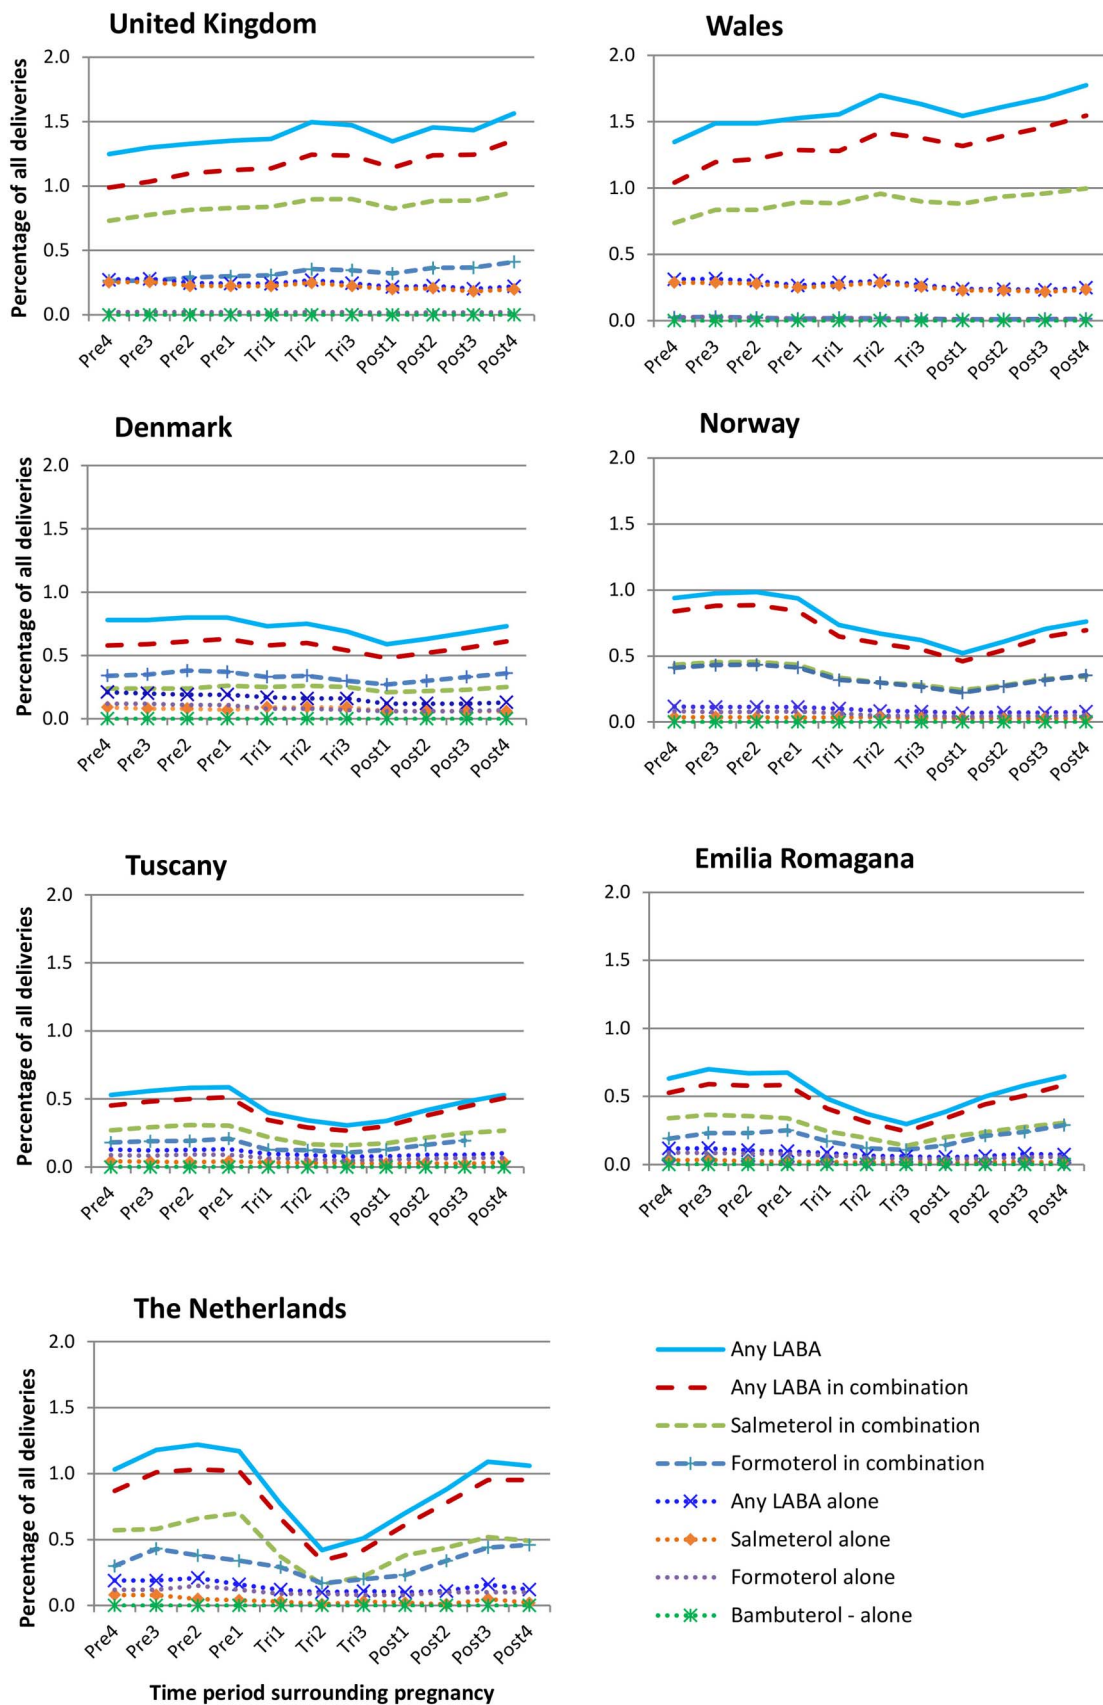 United Kingdom
Percentage of all deliveries
2.0
1.5
1.0
0.5
0.0
Pre4 Pre3 Pre2 Pre1 Tri1 Tri2 Tri3 Post1 Post2 Post3 Post4
Wales
2.0
1.5
1.0
0.5
0.0
Pre4 Pre3 Pre2 Pre1 Tri1 Tri2 Tri3 Post1 Post2 Post3 Post4
Denmark
Percentage of all deliveries
2.0
1.5
1.0
0.5
0.0
Pre4 Pre3 Pre2 Pre1 Tri1 Tri2 Tri3 Post1 Post2 Post3 Post4
Norway
2.0
1.5
1.0
0.5
0.0
Pre4 Pre3 Pre2 Pre1 Tri1 Tri2 Tri3 Post1 Post2 Post3 Post4
Tuscany
Percentage of all deliveries
2.0
1.5
1.0
0.5
0.0
Pre4 Pre3 Pre2 Pre1 Tri1 Tri2 Tri3 Post1 Post2 Post3 Post4
Emilia Romagana
2.0
1.5
1.0
0.5
0.0
Pre4 Pre3 Pre2 Pre1 Tri1 Tri2 Tri3 Post1 Post2 Post3 Post4
The Netherlands
Percentage of all deliveries
2.0
1.5
1.0
0.5
0.0
Pre4 Pre3 Pre2 Pre1 Tri1 Tri2 Tri3 Post1 Post2 Post3 Post4
Time period surrounding pregnancy
Any LABA
Any LABA in combination
Salmeterol in combination
Formoterol in combination
Any LABA alone
Salmeterol alone
Formoterol alone
Bambuterol - alone